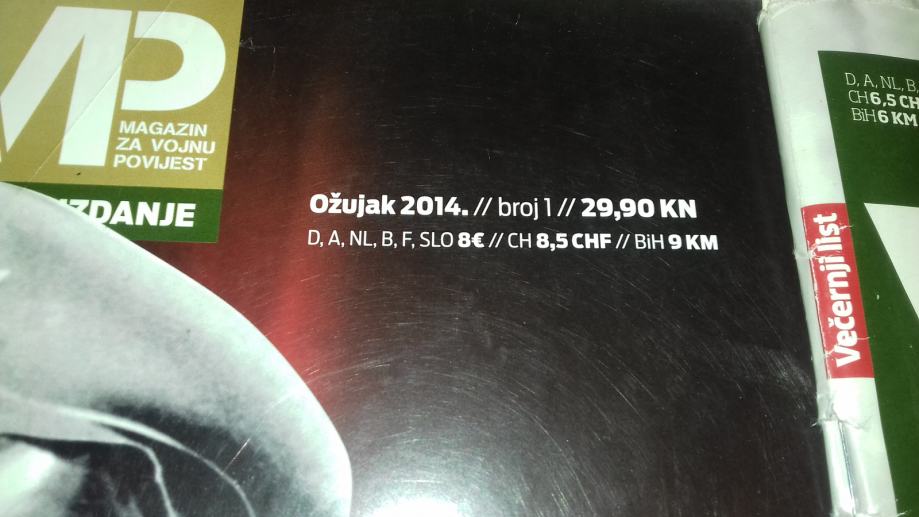 MP
MAGAZIN
ZA VOJNU
POVIJEST
IZDANJE
Ožujak 2014. // broj 1 // 29,90 KN
D, A, NL, B, F, SLO 8€ // CH 8,5 CHF // BiH 9 KM
D, A, NL, B,
CH 6,5 CH
BiH 6 KM
Večernji list